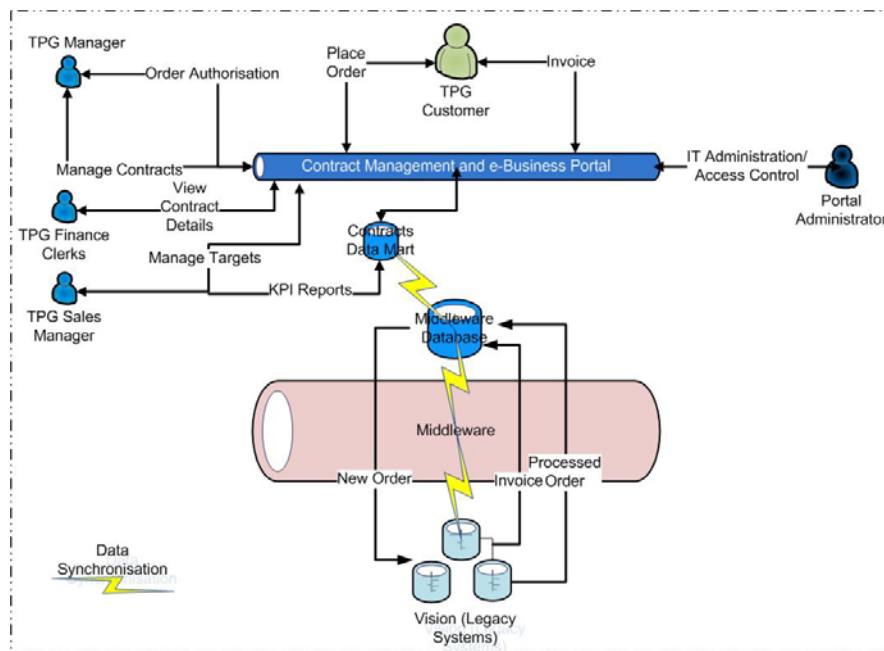 TPG Manager
Order Authorisation
Place
Order
TPG
Customer
Invoice
Manage Contracts
Contract Management and e-Business Portal
IT Administration/
Access Control
Portal
Administrator
View
Contract
Details
TPG Finance
Clerks
Manage Targets
Contracts
Data Mart
KPI Reports
TPG Sales
Manager
Middleware
Database
Middleware
New Order
Invoice
Processed
Order
Data
Synchronisation
Vision (Legacy
Systems)